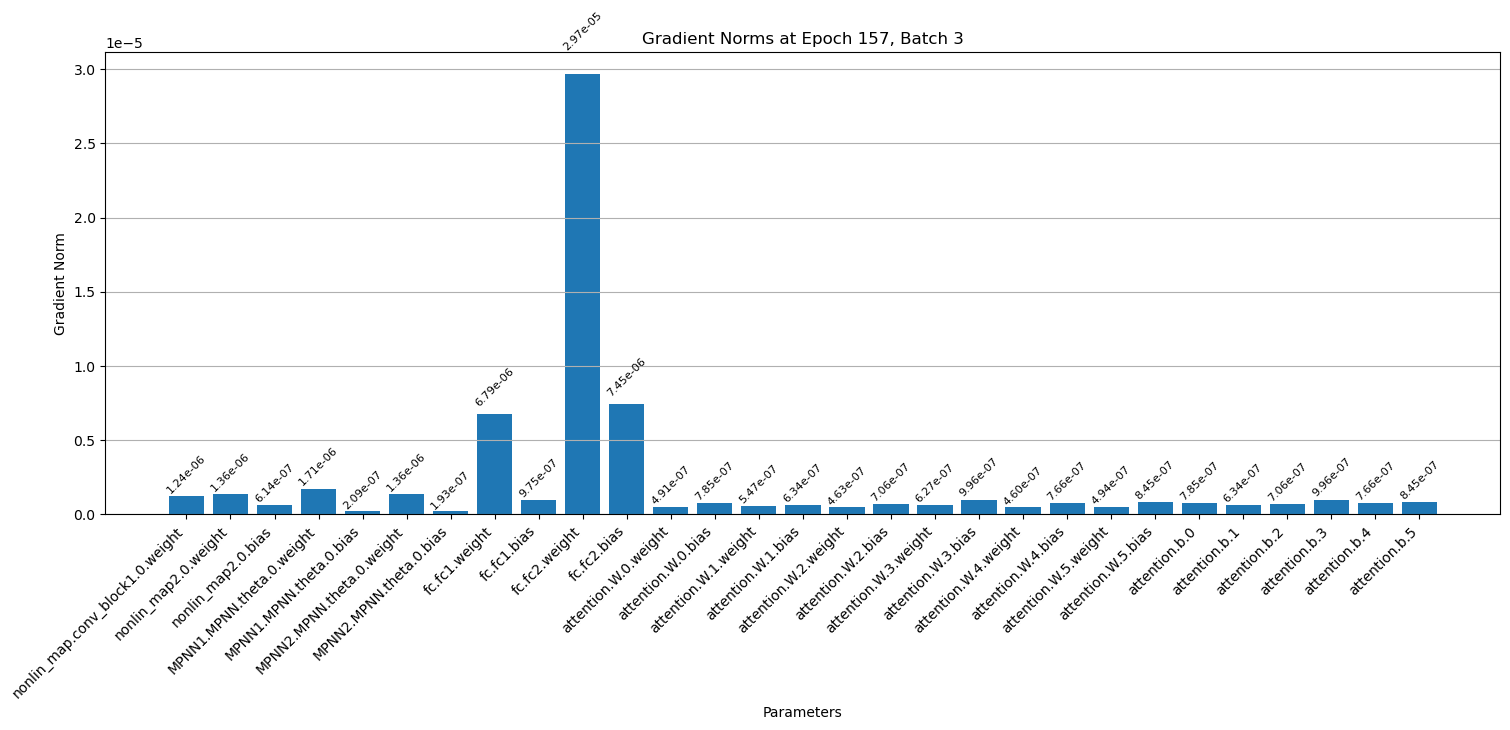 Gradient Norms at Epoch 157, Batch 3
1e−5
3.0
2.5
2.0
1.5
1.0
0.5
0.0
Gradient Norm
1.24e-06
1.36e-06
6.14e-07
1.71e-06
2.09e-07
1.36e-06
1.93e-07
6.79e-06
9.75e-07
2.97e-05
7.45e-06
4.91e-07
7.85e-07
5.47e-07
6.34e-07
4.63e-07
7.06e-07
6.27e-07
9.96e-07
4.60e-07
7.66e-07
4.94e-07
8.45e-07
7.85e-07
6.34e-07
7.06e-07
9.96e-07
7.66e-07
8.45e-07
nonlin_map.conv_block1.0.weight
nonlin_map2.0.weight
nonlin_map2.0.bias
MPNN1.MPNN.theta.0.weight
MPNN1.MPNN.theta.0.bias
MPNN2.MPNN.theta.0.weight
MPNN2.MPNN.theta.0.bias
fc.fc1.weight
fc.fc1.bias
fc.fc2.weight
fc.fc2.bias
attention.W.0.weight
attention.W.0.bias
attention.W.1.weight
attention.W.1.bias
attention.W.2.weight
attention.W.2.bias
attention.W.3.weight
attention.W.3.bias
attention.W.4.weight
attention.W.4.bias
attention.W.5.weight
attention.W.5.bias
attention.b.0
attention.b.1
attention.b.2
attention.b.3
attention.b.4
attention.b.5
Parameters